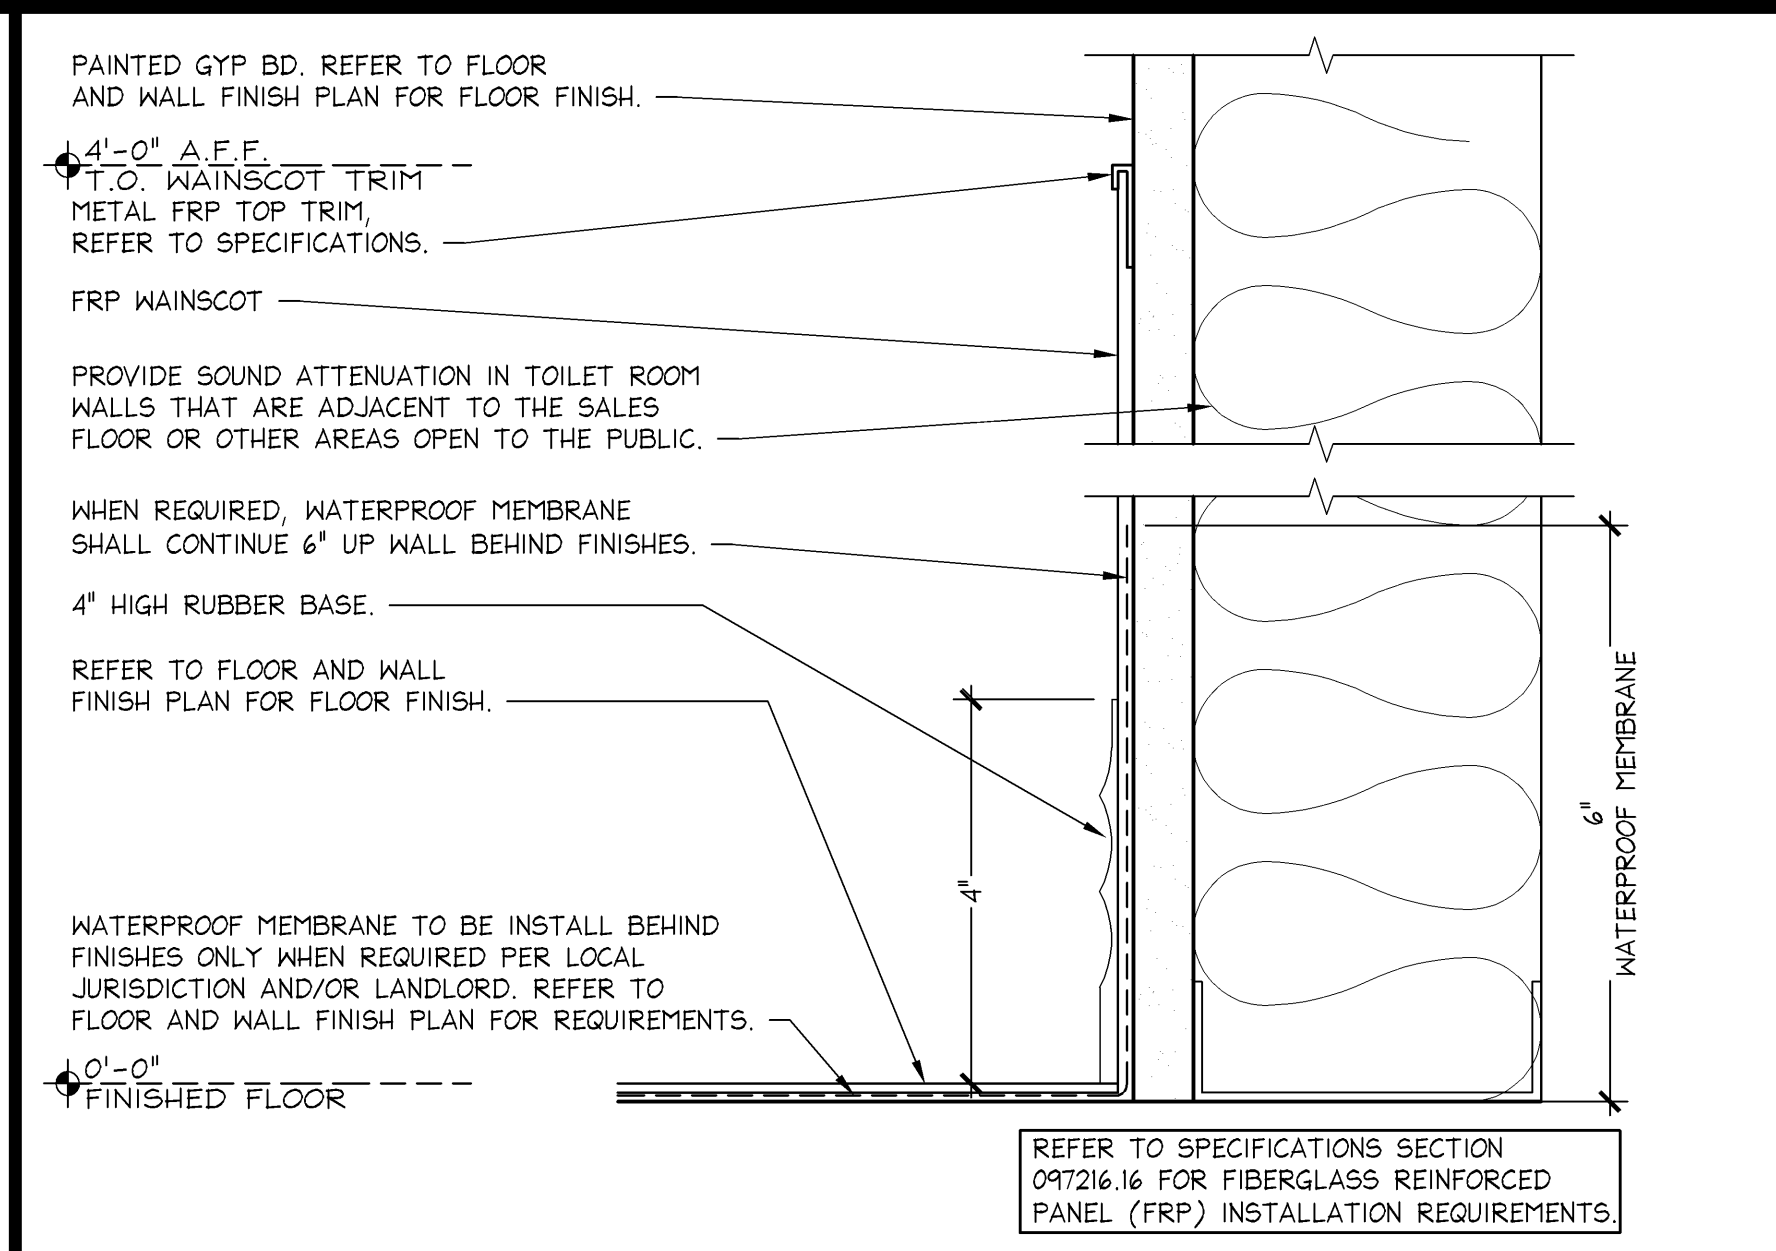 PAINTED GYP BD. REFER TO FLOOR
AND WALL FINISH PLAN FOR FLOOR FINISH.
4'-0" A.F.F.
T.O. WAINSCOT TRIM
METAL FRP TOP TRIM,
REFER TO SPECIFICATIONS.
FRP WAINSCOT
PROVIDE SOUND ATTENUATION IN TOILET ROOM
WALLS THAT ARE ADJACENT TO THE SALES
FLOOR OR OTHER AREAS OPEN TO THE PUBLIC.
WHEN REQUIRED, WATERPROOF MEMBRANE
SHALL CONTINUE 6" UP WALL BEHIND FINISHES.
4" HIGH RUBBER BASE.
REFER TO FLOOR AND WALL
FINISH PLAN FOR FLOOR FINISH.
4"
6"
WATERPROOF MEMBRANE
WATERPROOF MEMBRANE TO BE INSTALL BEHIND
FINISHES ONLY WHEN REQUIRED PER LOCAL
JURISDICTION AND/OR LANDLORD. REFER TO
FLOOR AND WALL FINISH PLAN FOR REQUIREMENTS.
0'-0"
FINISHED FLOOR
REFER TO SPECIFICATIONS SECTION
097216.16 FOR FIBERGLASS REINFORCED
PANEL (FRP) INSTALLATION REQUIREMENTS.